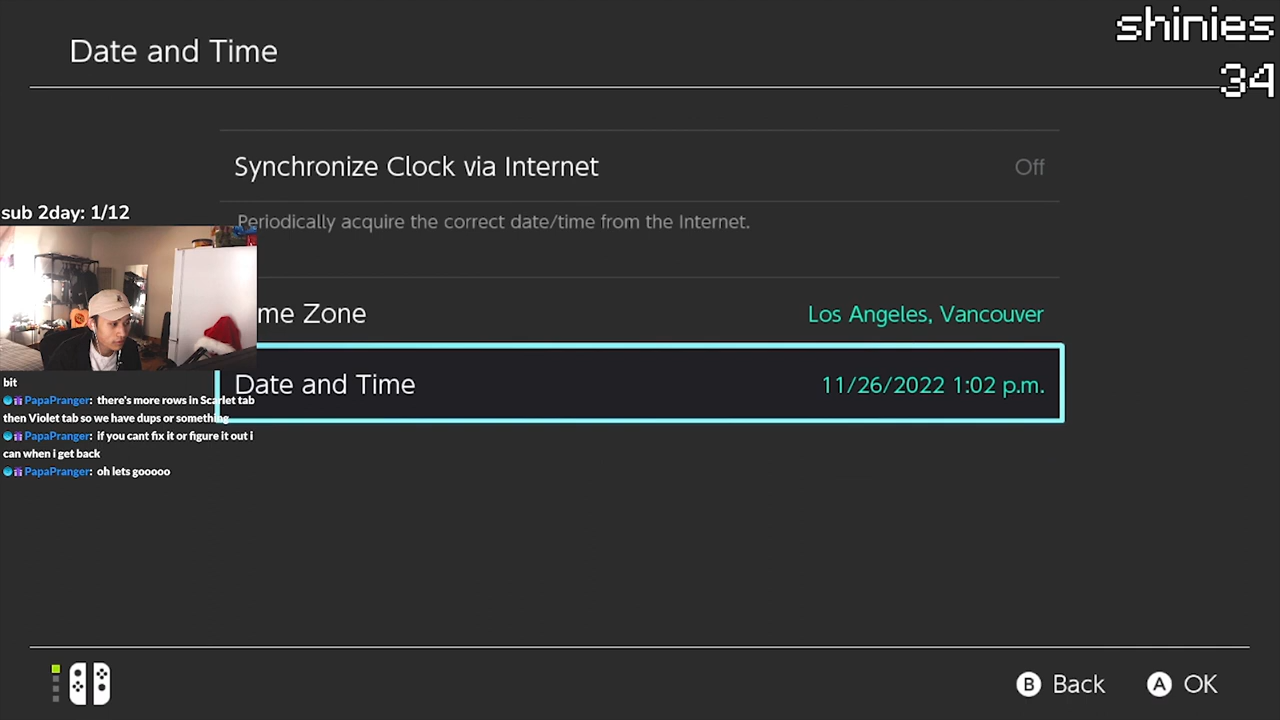 Date and Time
shinies
34
Synchronize Clock via Internet
Off
sub 2day: 1/12
Periodically acquire the correct date/time from the Internet.
me Zone
Los Angeles, Vancouver
Date and Time
11/26/2022 1:02 p.m.
bit
PapaPranger: there's more rows in Scarlet tab
then Violet tab so we have dups or something
PapaPranger: if you cant fix it or figure it out i
can when i get back
PapaPranger: oh lets gooooo
B Back
A OK